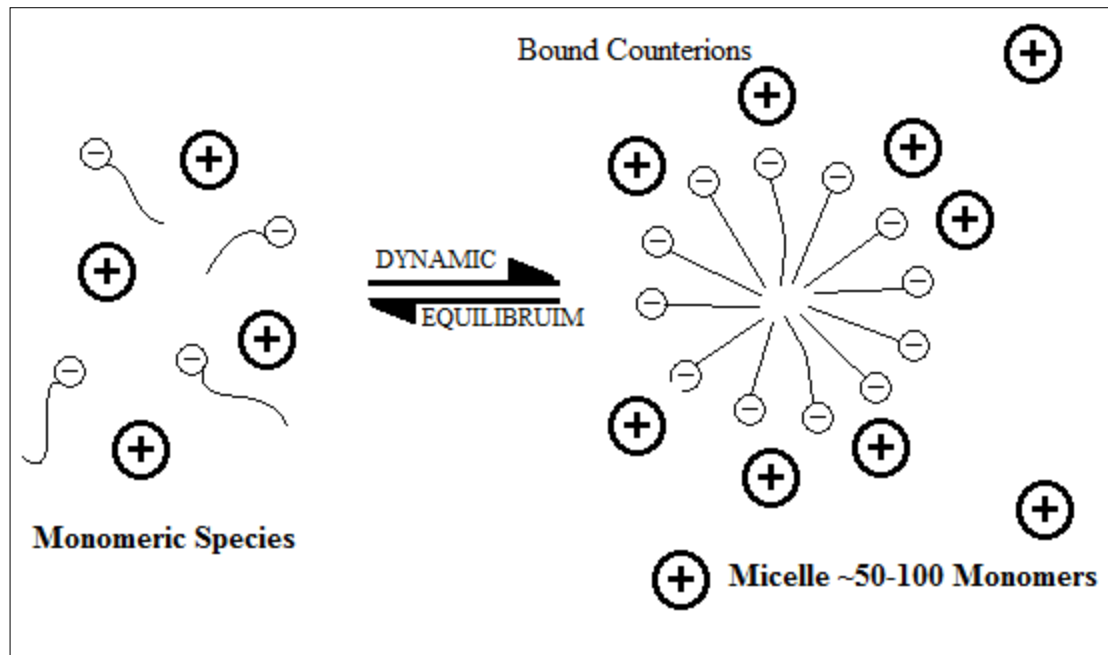 Bound Counterions
DYNAMIC
EQUILIBRUIM
Monomeric Species
Micelle ~50-100 Monomers